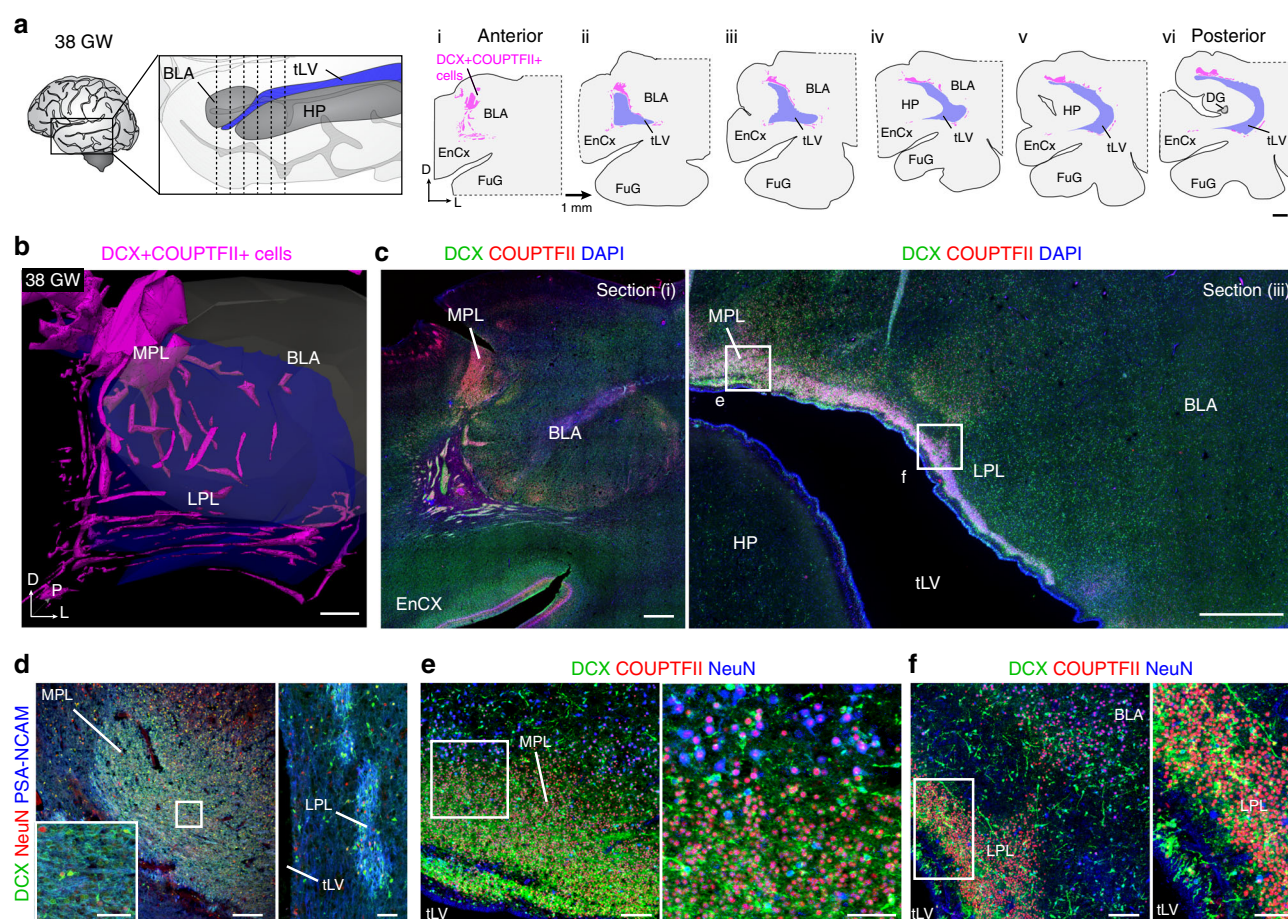 a
38 GW
BLA
tLV
HP
i Anterior
DCX+COUPTFII+
cells
BLA
EnCx
FuG
D
L
1 mm
ii
BLA
EnCx
tLV
FuG
iii
BLA
EnCx
tLV
FuG
iv
HP
BLA
EnCx
tLV
FuG
v
HP
BLA
EnCx
tLV
FuG
vi Posterior
DG
EnCx
tLV
FuG
b
DCX+COUPTFII+ cells
38 GW
MPL
BLA
LPL
D
P
L
c
DCX COUPTFII DAPI
Section (i)
MPL
BLA
EnCX
DCX COUPTFII DAPI
Section (iii)
MPL
e
BLA
f
LPL
HP
tLV
d
DCX NeuN PSA-NCAM
MPL
LPL
tLV
e
DCX COUPTFII NeuN
MPL
tLV
f
DCX COUPTFII NeuN
BLA
LPL
tLV
LPL
tLV